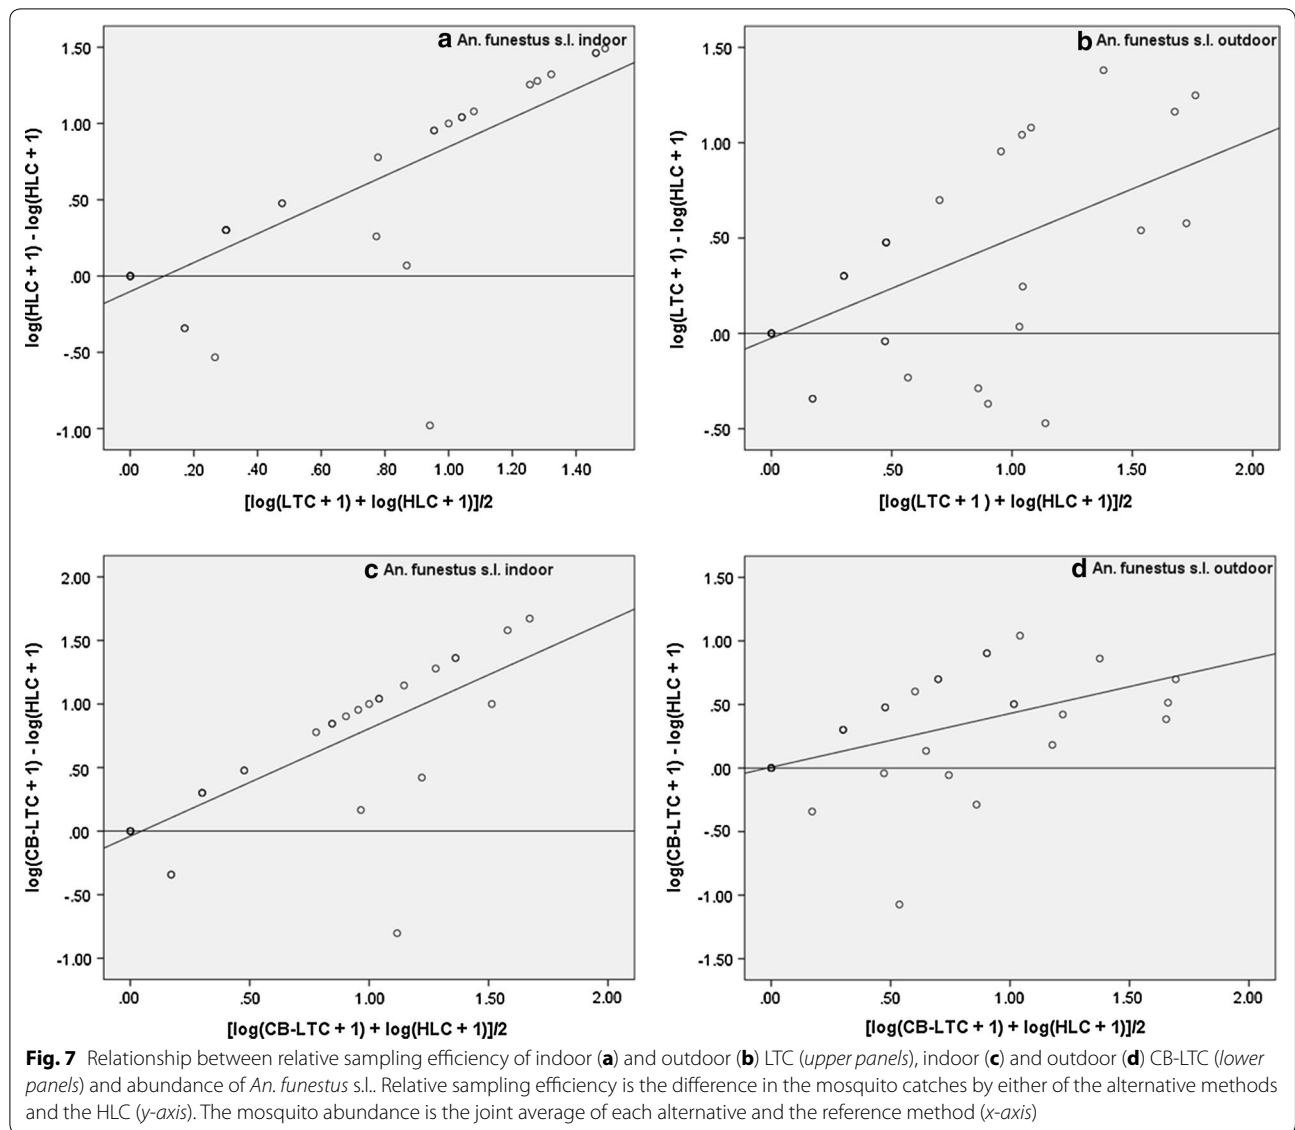 a An. funestus s.l. indoor
log(HLC + 1) - log(HLC + 1)
1.50
1.00
.50
.00
-.50
-1.00
.00 .20 .40 .60 .80 1.00 1.20 1.40
[log(LTC + 1) + log(HLC + 1)]/2
b An. funestus s.l. outdoor
log(LTC + 1) - log(HLC + 1)
1.50
1.00
.50
.00
-.50
.00 .50 1.00 1.50 2.00
[log(LTC + 1 ) + log(HLC + 1)]/2
c An. funestus s.l. indoor
log(CB-LTC + 1) - log(HLC + 1)
2.00
1.50
1.00
.50
.00
-.50
-1.00
.00 .50 1.00 1.50 2.00
[log(CB-LTC + 1) + log(HLC + 1)]/2
d An. funestus s.l. outdoor
log(CB-LTC + 1) - log(HLC + 1)
1.50
1.00
.50
.00
-.50
-1.00
-1.50
.00 .50 1.00 1.50 2.00
[log(CB-LTC + 1) + log(HLC + 1)]/2
Fig. 7 Relationship between relative sampling efficiency of indoor (a) and outdoor (b) LTC (upper panels), indoor (c) and outdoor (d) CB-LTC (lower
panels) and abundance of An. funestus s.l.. Relative sampling efficiency is the difference in the mosquito catches by either of the alternative methods
and the HLC (y-axis). The mosquito abundance is the joint average of each alternative and the reference method (x-axis)